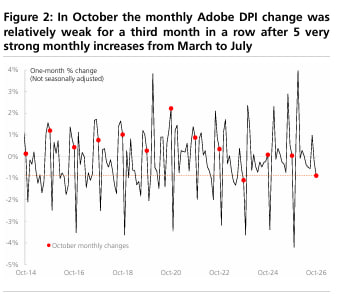 Figure 2: In October the monthly Adobe DPI change was
relatively weak for a third month in a row after 5 very
strong monthly increases from March to July
4%
One-month % change
(Not seasonally adjusted)
3%
2%
1%
0%
-1%
-2%
-3%
-4%
October monthly changes
-5%
Oct-14 Oct-16 Oct-18 Oct-20 Oct-22 Oct-24 Oct-26